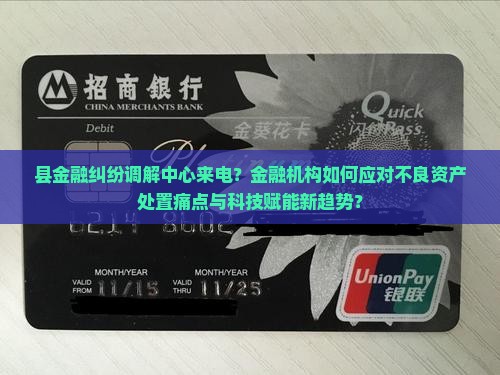 招商银行
CHINA MERCHANTS BANK
Quick
Debit
金葵花卡
闪付Pass
Platinum
县金融纠纷调解中心来电？金融机构如何应对不良资产
处置痛点与科技赋能新趋势？
MONTH/YEAR MONTH/YEAR
VALID FROM 11/15 VALID THRU 11/25
UnionPay
银联